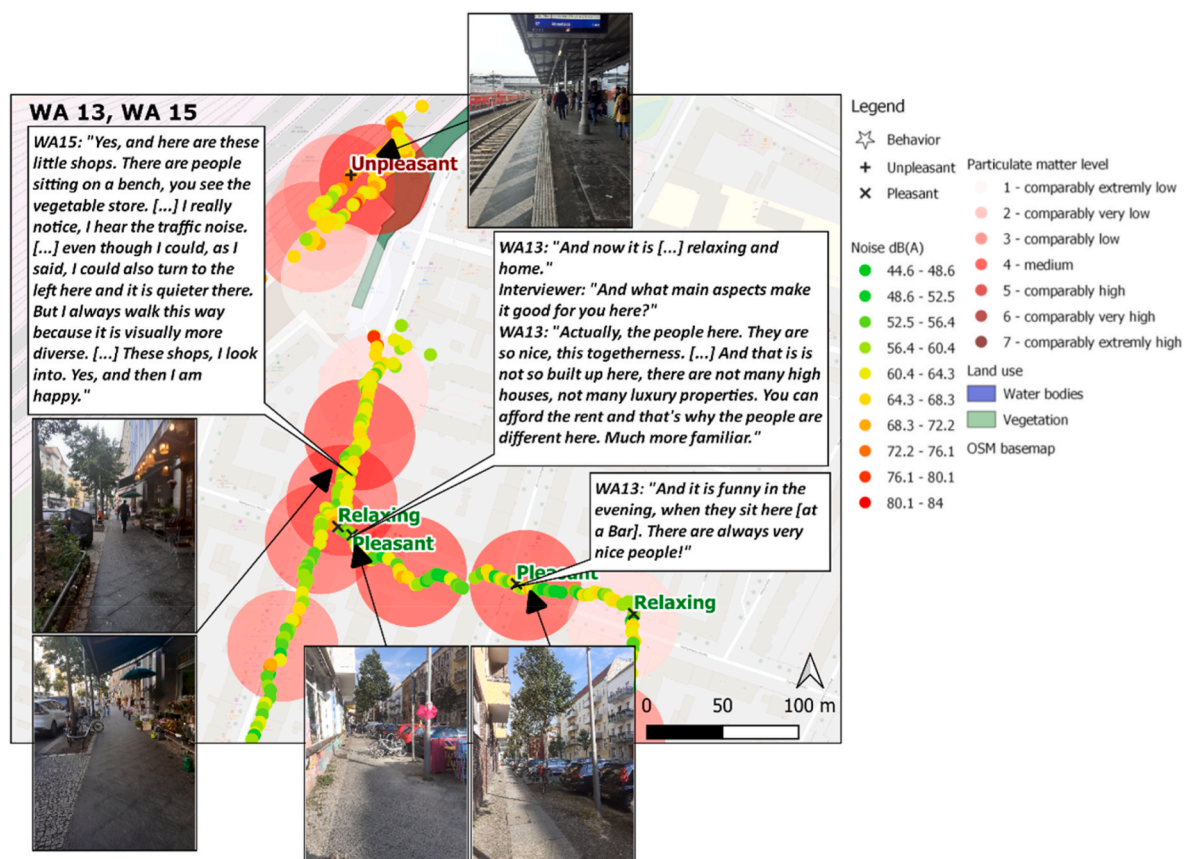 WA 13, WA 15
WA15: "Yes, and here are these
little shops. There are people
sitting on a bench, you see the
vegetable store. [...] I really
notice, I hear the traffic noise.
[...] even though I could, as I
said, I could also turn to the
left here and it is quieter there.
But I always walk this way
because it is visually more
diverse. [...] These shops, I look
into. Yes, and then I am
happy."
Unpleasant
WA13: "And now it is [...] relaxing and
home."
Interviewer: "And what main aspects make
it good for you here?"
WA13: "Actually, the people here. They are
so nice, this togetherness. [...] And that is is
not so built up here, there are not many high
houses, not many luxury properties. You can
afford the rent and that's why the people are
different here. Much more familiar."
WA13: "And it is funny in the
evening, when they sit here [at
a Bar]. There are always very
nice people!"
Relaxing
Pleasant
Pleasant
Relaxing
0 50 100 m
Legend
Behavior
Unpleasant
Pleasant
Noise dB(A)
44.6 - 48.6
48.6 - 52.5
52.5 - 56.4
56.4 - 60.4
60.4 - 64.3
64.3 - 68.3
68.3 - 72.2
72.2 - 76.1
76.1 - 80.1
80.1 - 84
Particulate matter level
1 - comparably extremly low
2 - comparably very low
3 - comparably low
4 - medium
5 - comparably high
6 - comparably very high
7 - comparably extremly high
Land use
Water bodies
Vegetation
OSM basemap